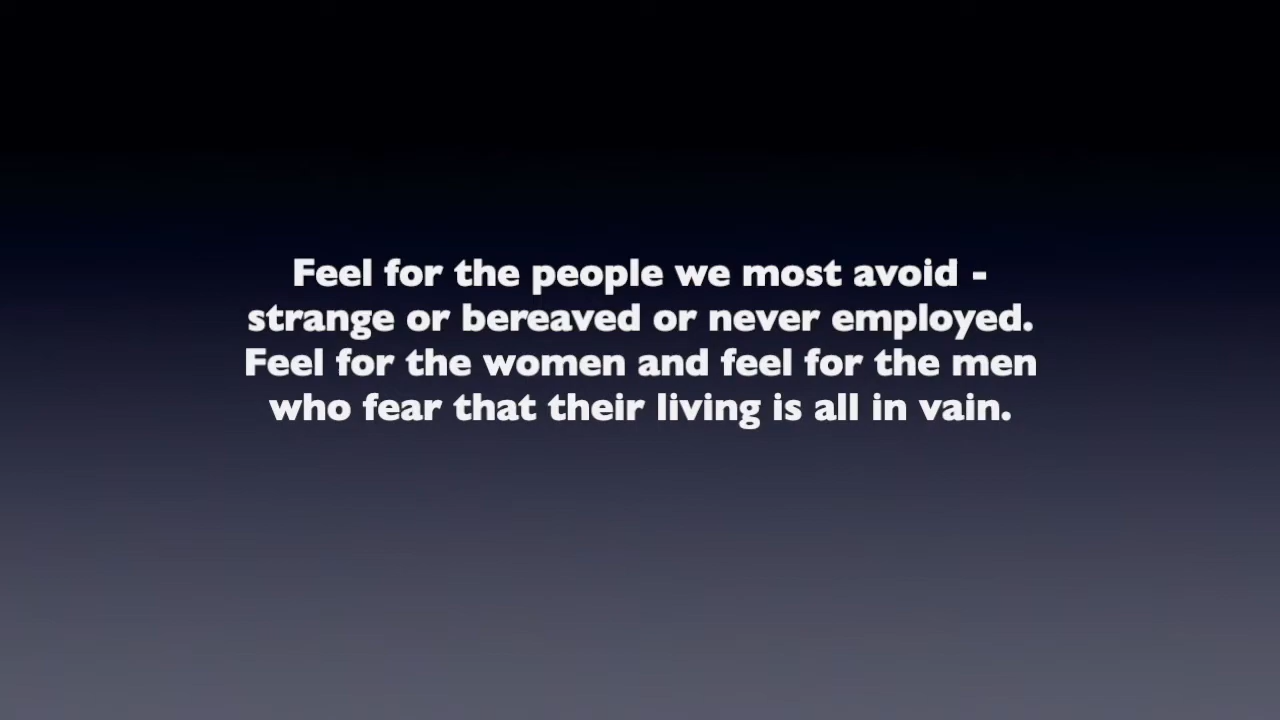 Feel for the people we most avoid -
strange or bereaved or never employed.
Feel for the women and feel for the men
who fear that their living is all in vain.